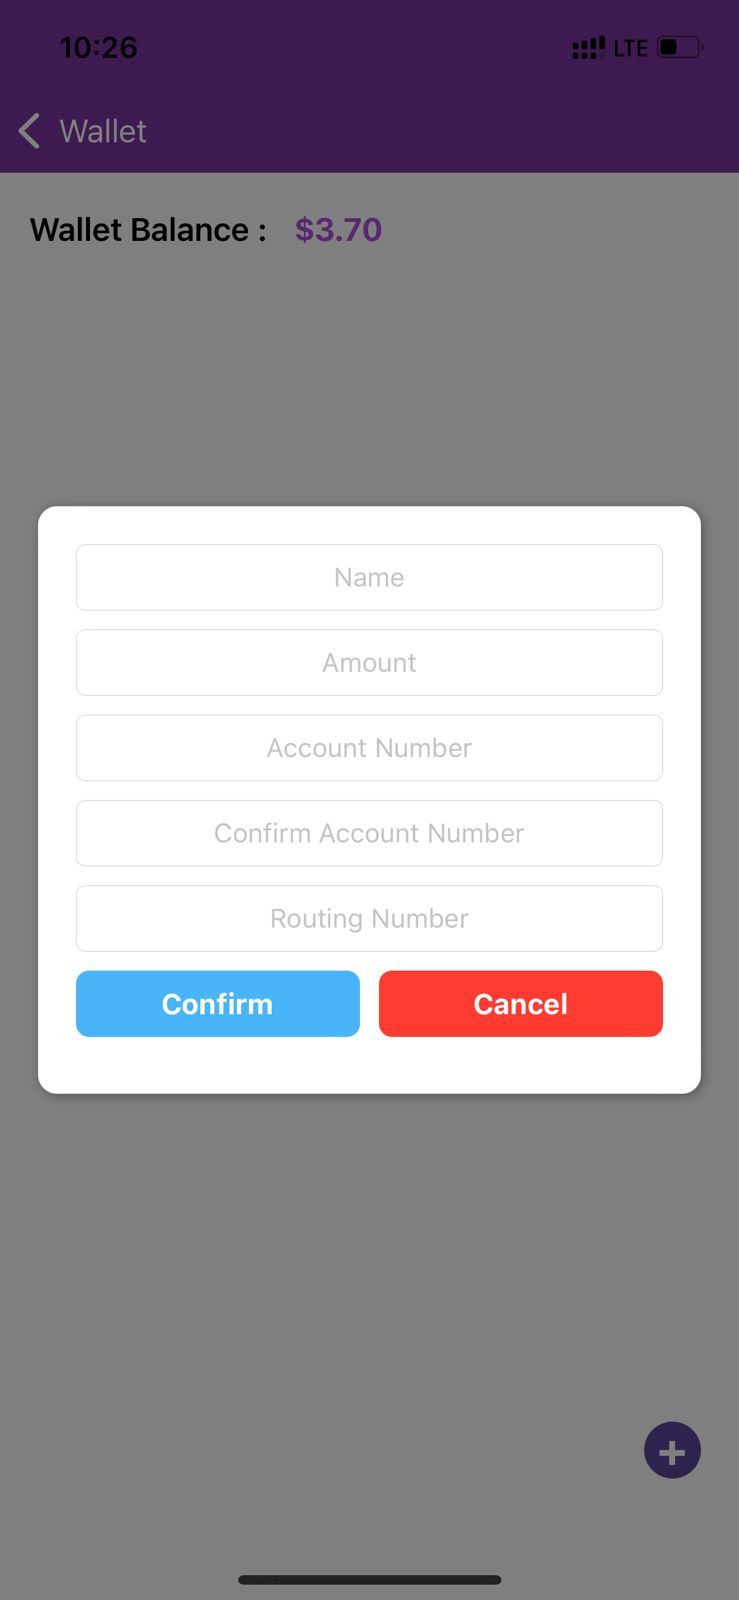 10:26 LTE
Wallet
Wallet Balance : $3.70
Name
Amount
Account Number
Confirm Account Number
Routing Number
Confirm Cancel
+